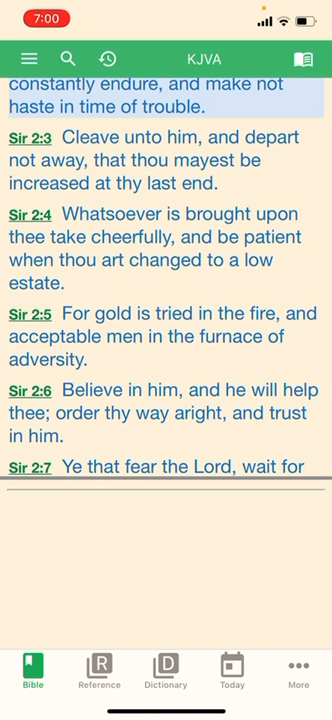 7:00
KJVA
constantly endure, and make not
haste in time of trouble.
Sir 2:3 Cleave unto him, and depart
not away, that thou mayest be
increased at thy last end.
Sir 2:4 Whatsoever is brought upon
thee take cheerfully, and be patient
when thou art changed to a low
estate.
Sir 2:5 For gold is tried in the fire, and
acceptable men in the furnace of
adversity.
Sir 2:6 Believe in him, and he will help
thee; order thy way aright, and trust
in him.
Sir 2:7 Ye that fear the Lord, wait for
R D
Bible Reference Dictionary Today More